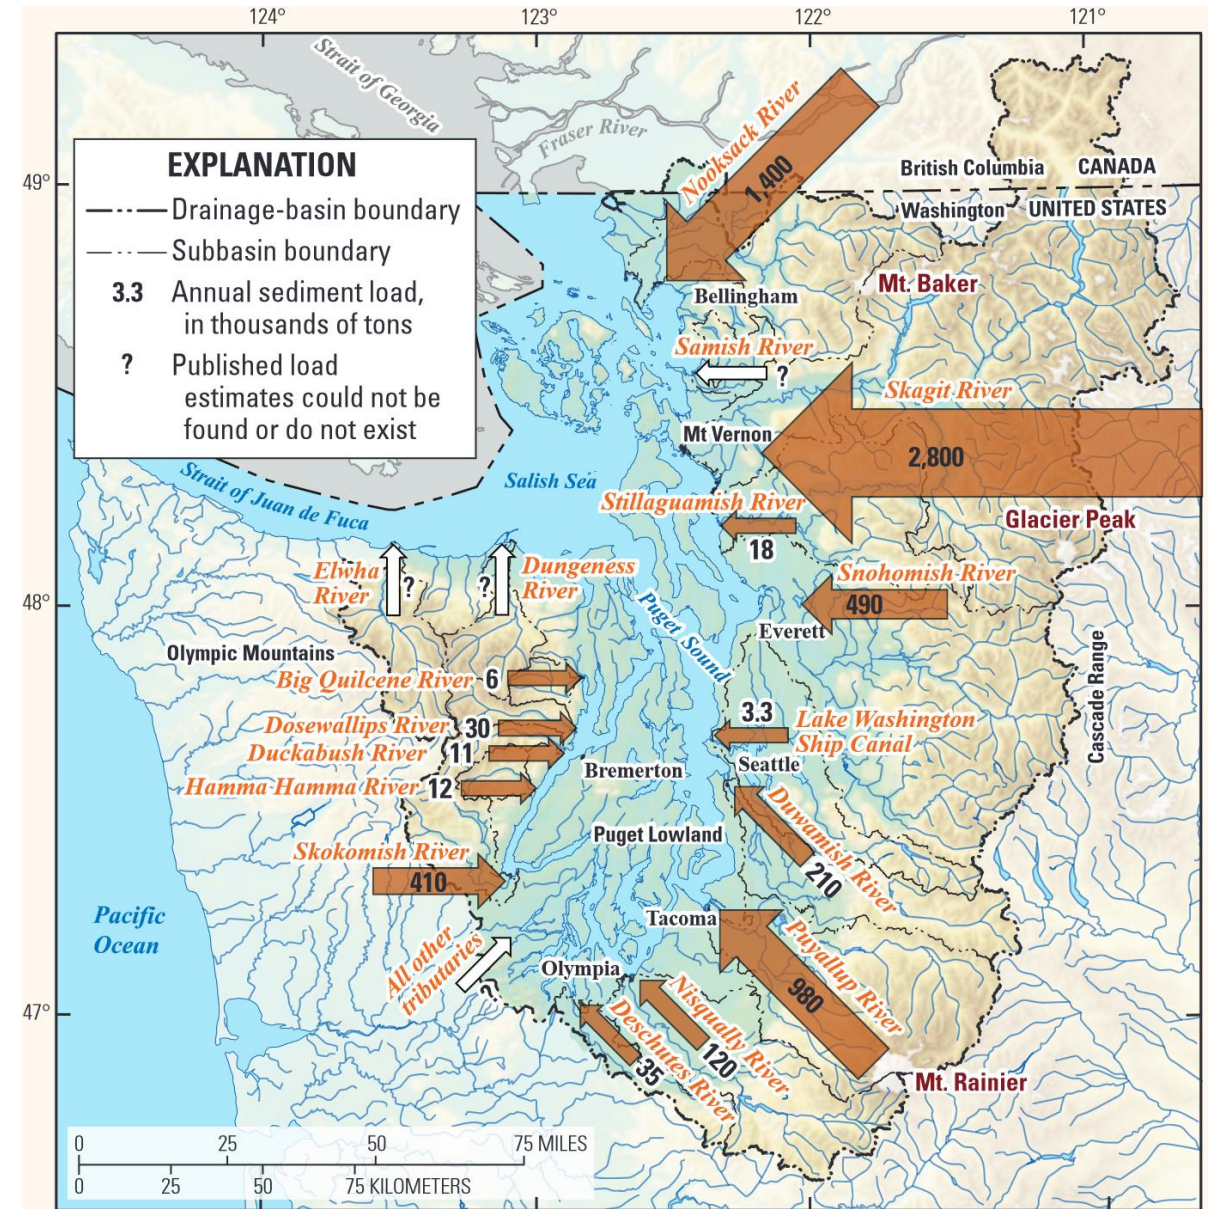 124°
123°
122°
121°
49°
48°
47°
EXPLANATION
Drainage-basin boundary
Subbasin boundary
3.3 Annual sediment load,
in thousands of tons
? Published load
estimates could not be
found or do not exist
Strait of Georgia
Fraser River
Nooksack River
1,400
British Columbia CANADA
Washington UNITED STATES
Bellingham
Mt. Baker
Samish River
?
Skagit River
2,800
Mt Vernon
Salish Sea
Strait of Juan de Fuca
Stillaguamish River
18
Glacier Peak
Elwha
River
?
Dungeness
River
?
Snohomish River
490
Everett
Puget Sound
Olympic Mountains
Big Quilcene River 6
Cascade Range
Dosewallips River 30
Duckabush River 11
Hamma Hamma River 12
3.3
Lake Washington
Ship Canal
Seattle
Bremerton
Duwamish River
210
Puget Lowland
Skokomish River
410
Pacific
Ocean
All other
tributaries
?
Tacoma
Puyallup River
980
Olympia
Nisqually River
120
Deschutes River
35
Mt. Rainier
0 25 50 75 MILES
0 25 50 75 KILOMETERS